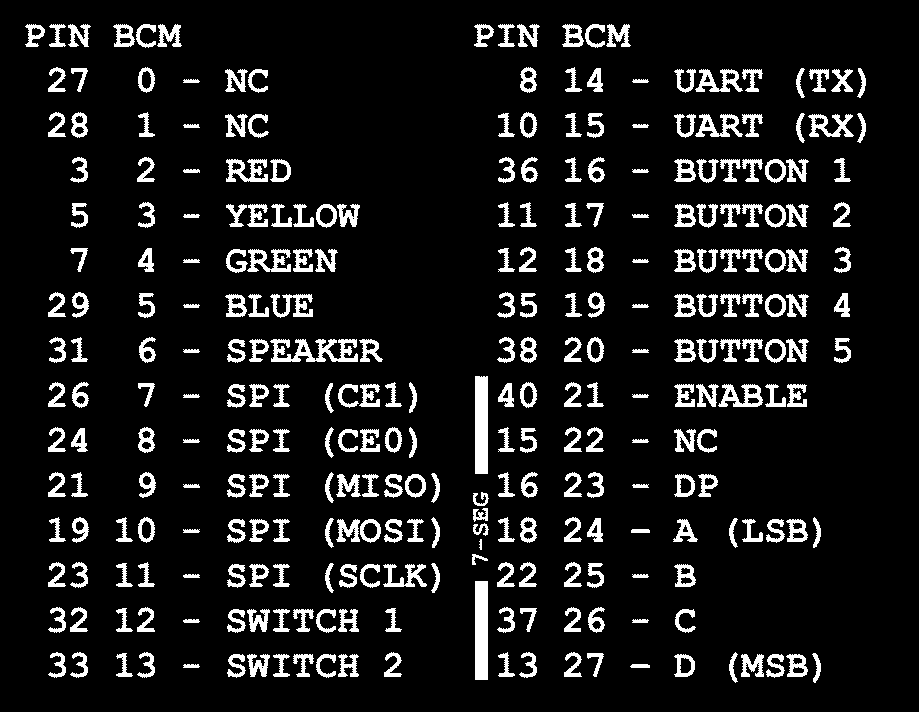 PIN BCM
27 0 - NC
28 1 - NC
3 2 - RED
5 3 - YELLOW
7 4 - GREEN
29 5 - BLUE
31 6 - SPEAKER
26 7 - SPI (CE1)
24 8 - SPI (CE0)
21 9 - SPI (MISO)
19 10 - SPI (MOSI)
23 11 - SPI (SCLK)
32 12 - SWITCH 1
33 13 - SWITCH 2
PIN BCM
8 14 - UART (TX)
10 15 - UART (RX)
36 16 - BUTTON 1
11 17 - BUTTON 2
12 18 - BUTTON 3
35 19 - BUTTON 4
38 20 - BUTTON 5
7-SEG
40 21 - ENABLE
15 22 - NC
16 23 - DP
18 24 - A (LSB)
22 25 - B
37 26 - C
13 27 - D (MSB)